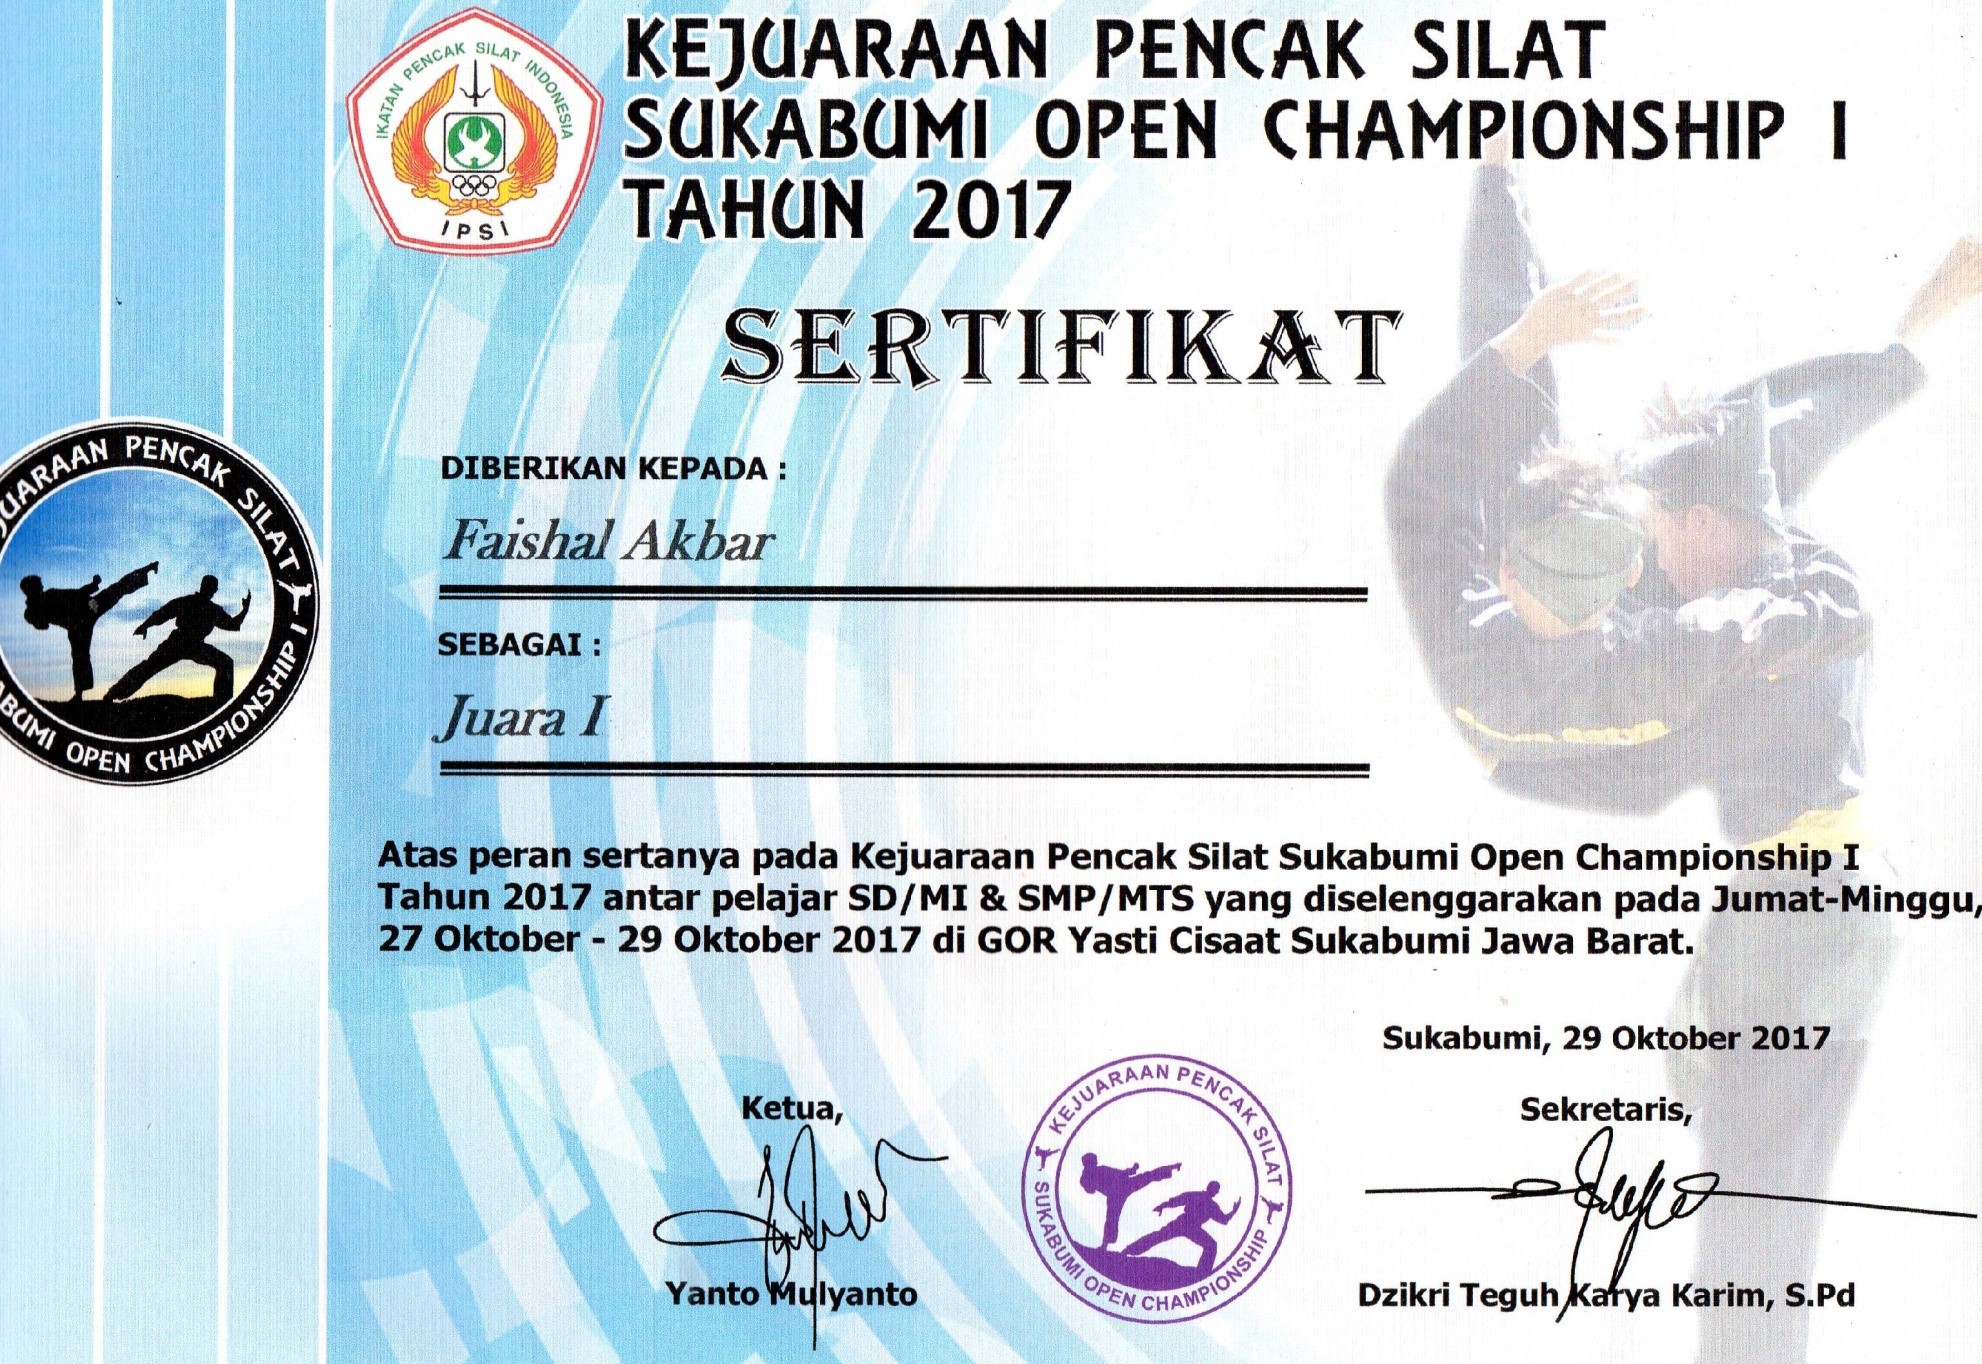 IKATAN PENCAK SILAT INDONESIA
IPSI
KEJUARAAN PENCAK SILAT
SUKABUMI OPEN CHAMPIONSHIP I
TAHUN 2017
SERTIFIKAT
UARAAN PENCAK SILAT I
ABUMI OPEN CHAMPIONSHIP I
DIBERIKAN KEPADA :
Faishal Akbar
SEBAGAI :
Juara I
Atas peran sertanya pada Kejuaraan Pencak Silat Sukabumi Open Championship I
Tahun 2017 antar pelajar SD/MI & SMP/MTS yang diselenggarakan pada Jumat-Minggu,
27 Oktober - 29 Oktober 2017 di GOR Yasti Cisaat Sukabumi Jawa Barat.
Sukabumi, 29 Oktober 2017
Ketua,
Sekretaris,
KEJUARAAN PENCAK SILAT
SUKABUMI OPEN CHAMPIONSHIP
Yanto Mulyanto
Dzikri Teguh Karya Karim, S.Pd